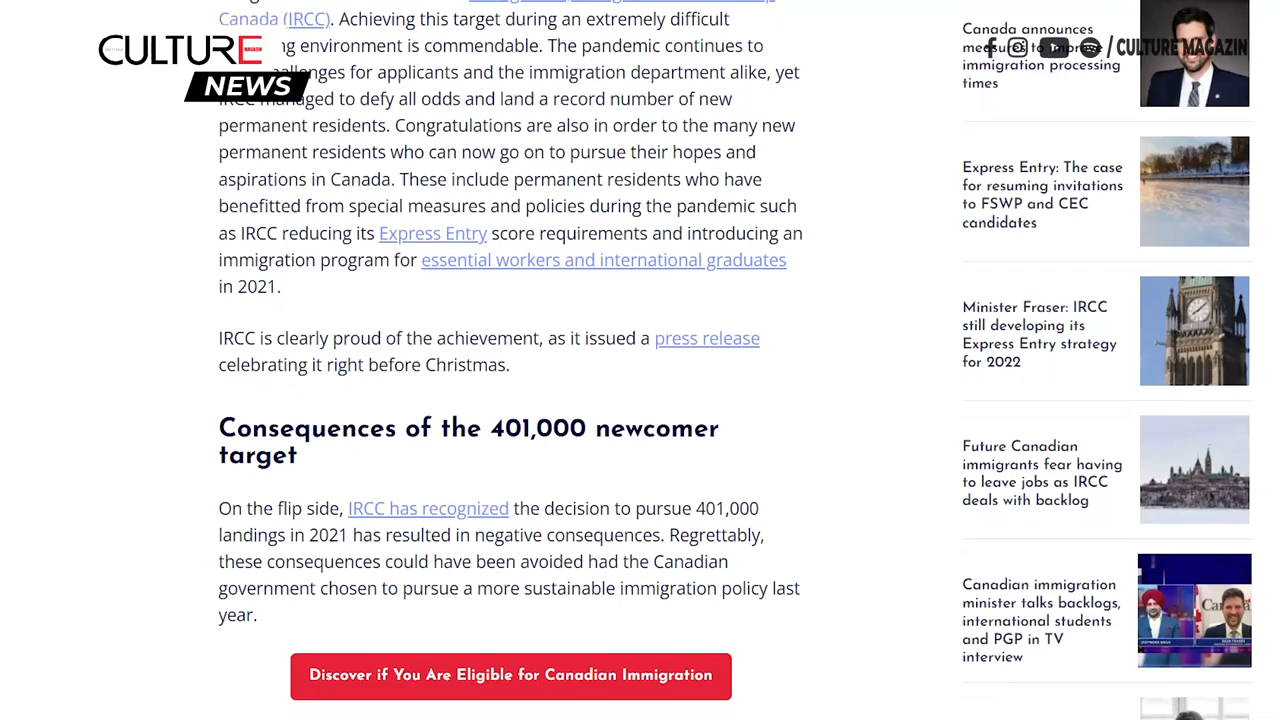 Canada (IRCC). Achieving this target during an extremely difficult
ng environment is commendable. The pandemic continues to
challenges for applicants and the immigration department alike, yet
IRCC managed to defy all odds and land a record number of new
permanent residents. Congratulations are also in order to the many new
permanent residents who can now go on to pursue their hopes and
aspirations in Canada. These include permanent residents who have
benefitted from special measures and policies during the pandemic such
as IRCC reducing its Express Entry score requirements and introducing an
immigration program for essential workers and international graduates
in 2021.
IRCC is clearly proud of the achievement, as it issued a press release
celebrating it right before Christmas.
Consequences of the 401,000 newcomer
target
On the flip side, IRCC has recognized the decision to pursue 401,000
landings in 2021 has resulted in negative consequences. Regrettably,
these consequences could have been avoided had the Canadian
government chosen to pursue a more sustainable immigration policy last
year.
Discover if You Are Eligible for Canadian Immigration
CULTURE
MAGAZIN
NEWS
/ CULTURE MAGAZIN
Canada announces
measures to improve
immigration processing
times
Express Entry: The case
for resuming invitations
to FSWP and CEC
candidates
Minister Fraser: IRCC
still developing its
Express Entry strategy
for 2022
Future Canadian
immigrants fear having
to leave jobs as IRCC
deals with backlog
Canadian immigration
minister talks backlogs,
international students
and PGP in TV
interview